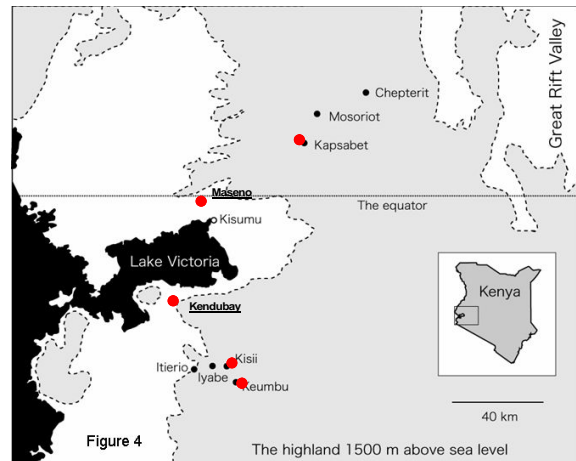 Great Rift Valley
Chepterit
Mosoriot
Kapsabet
Maseno
The equator
Kisumu
Lake Victoria
Kenya
Kendubay
Kisii
Itierio
Iyabe
Keumbu
40 km
Figure 4
The highland 1500 m above sea level